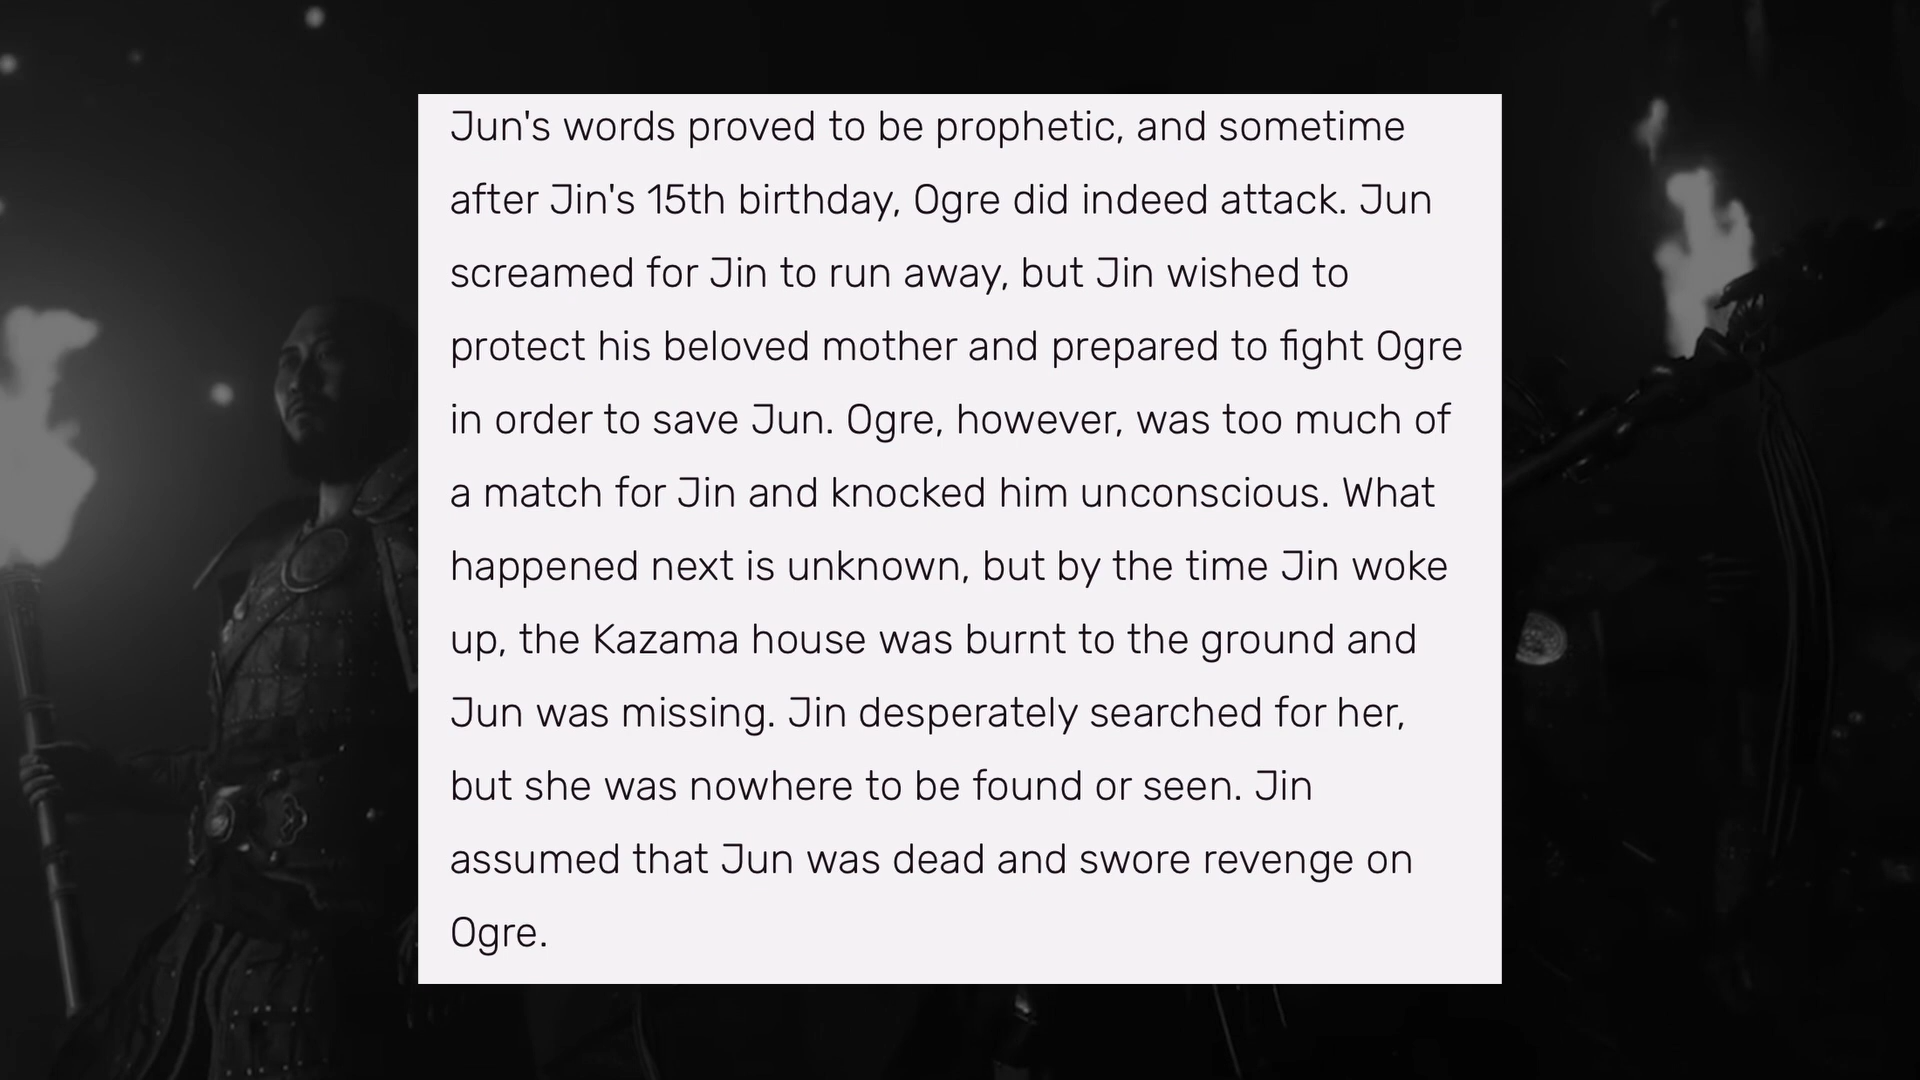 Jun's words proved to be prophetic, and sometime
after Jin's 15th birthday, Ogre did indeed attack. Jun
screamed for Jin to run away, but Jin wished to
protect his beloved mother and prepared to fight Ogre
in order to save Jun. Ogre, however, was too much of
a match for Jin and knocked him unconscious. What
happened next is unknown, but by the time Jin woke
up, the Kazama house was burnt to the ground and
Jun was missing. Jin desperately searched for her,
but she was nowhere to be found or seen. Jin
assumed that Jun was dead and swore revenge on
Ogre.